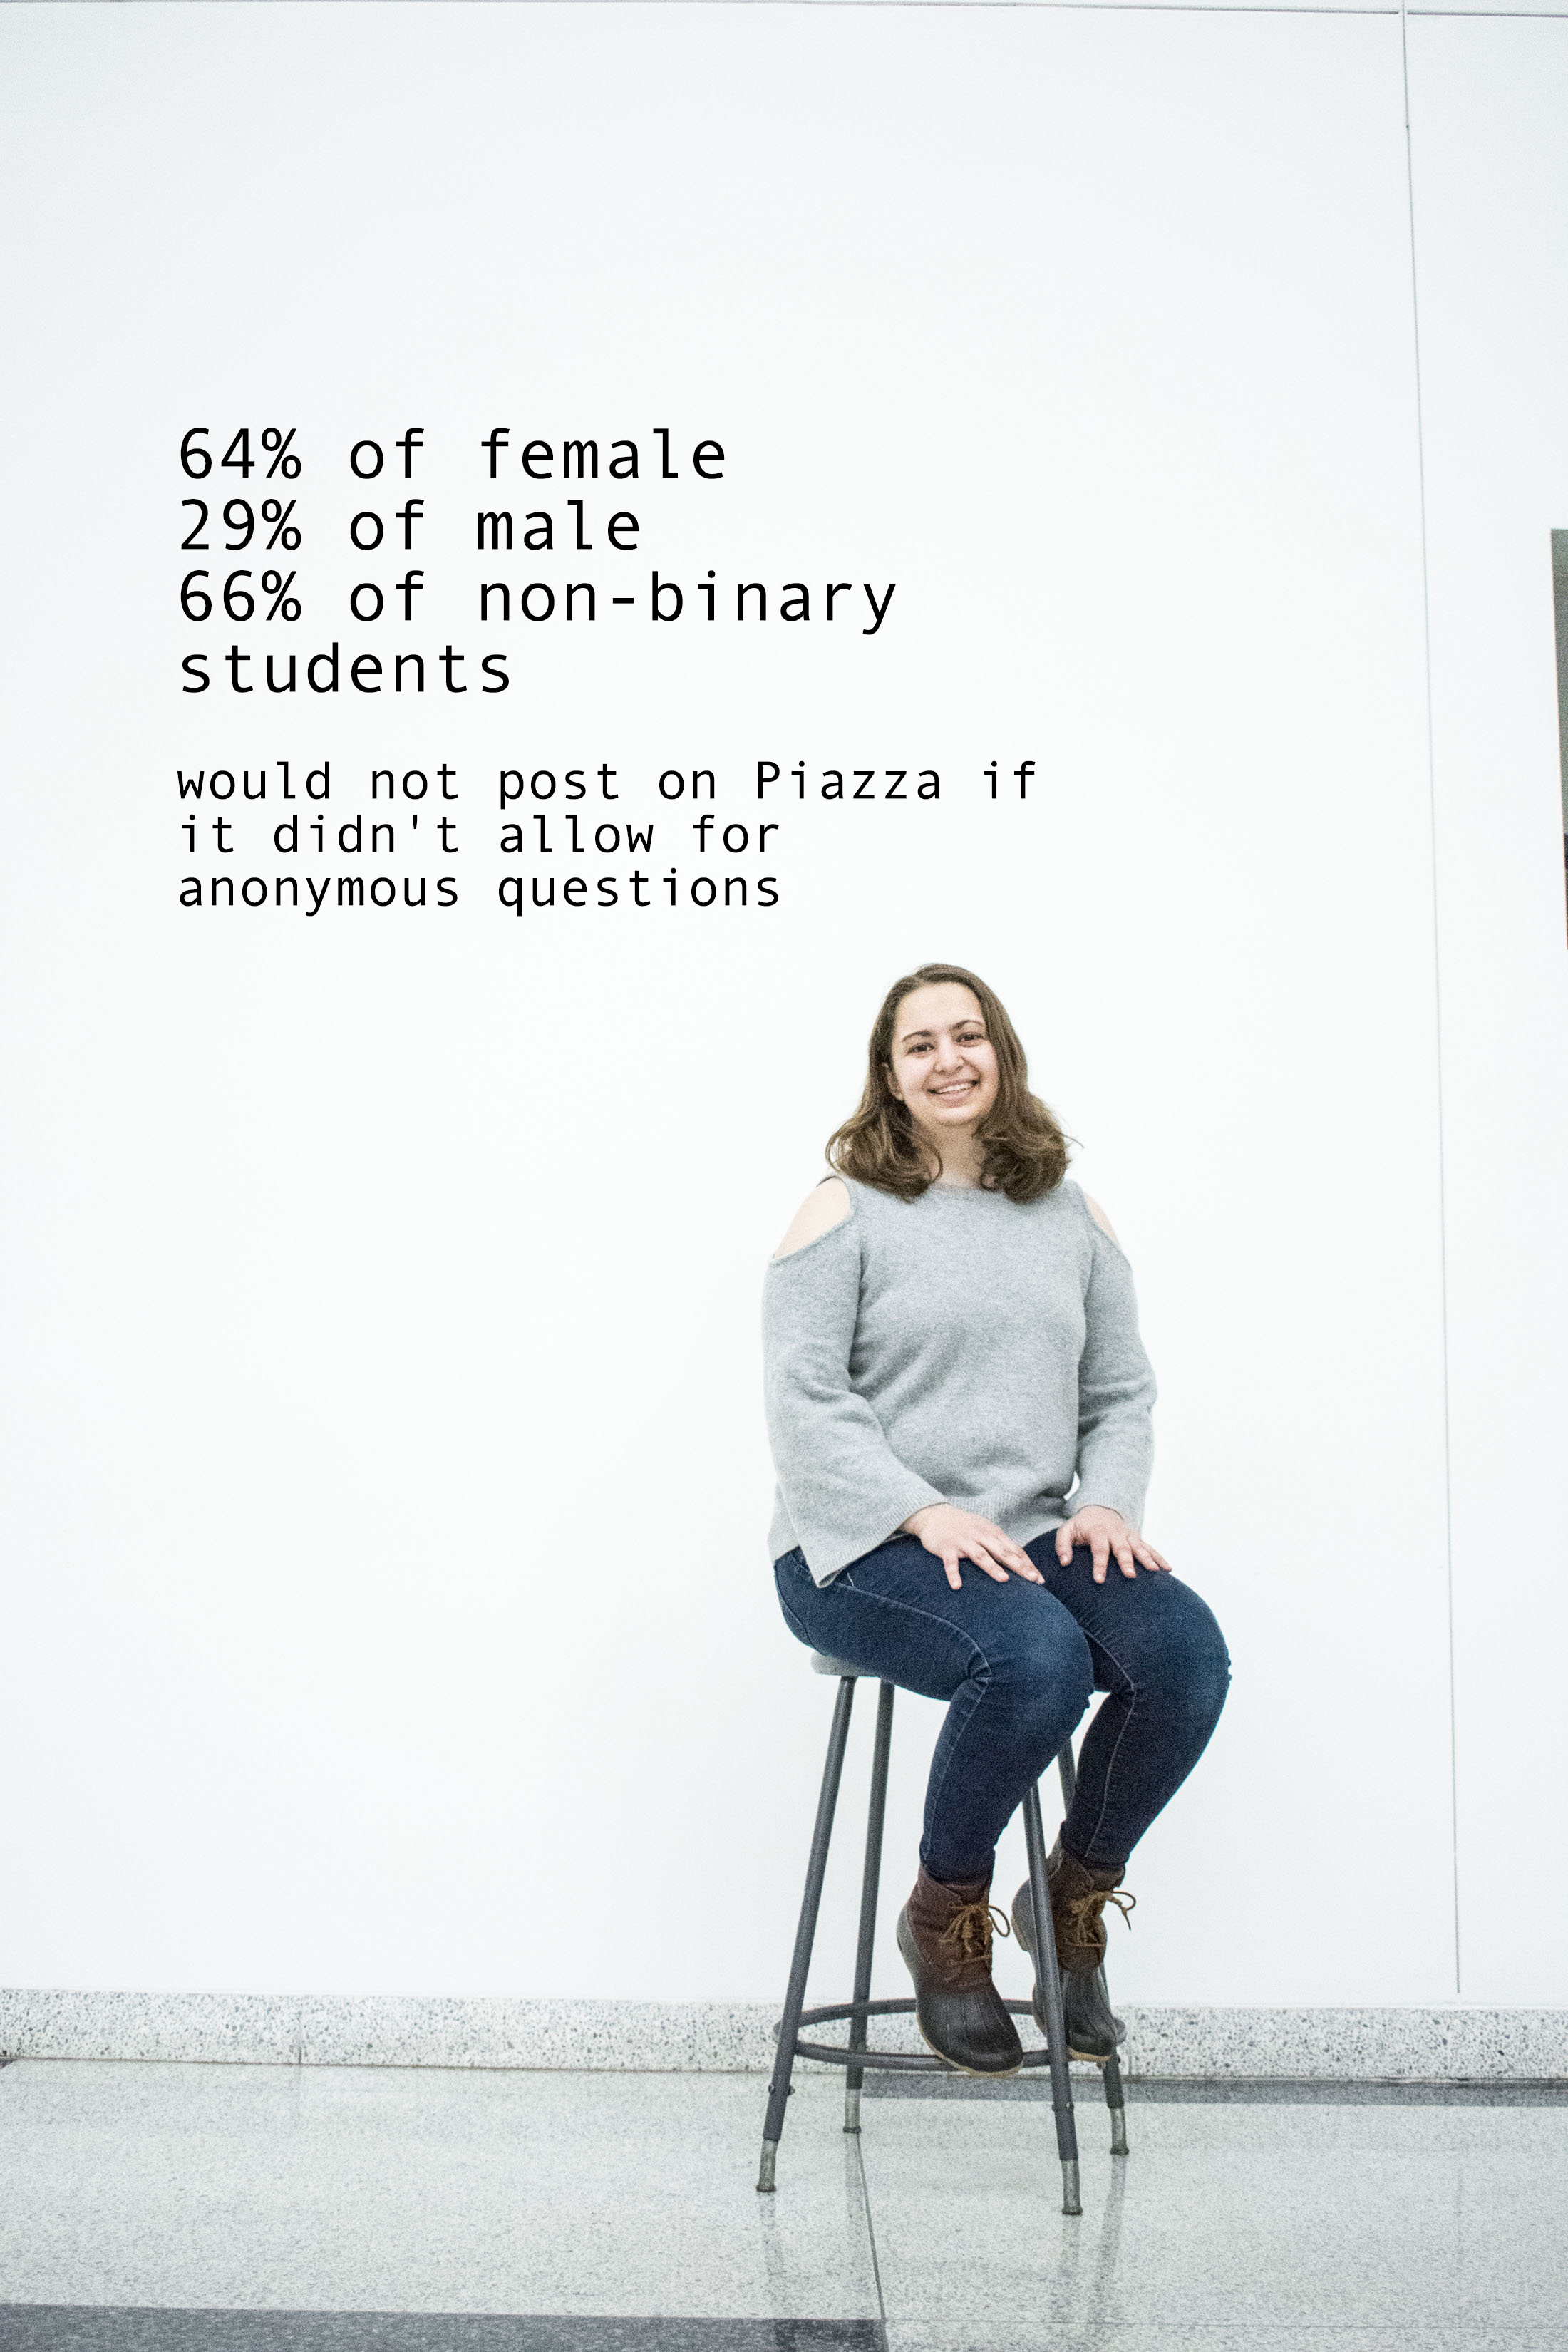 64% of female
29% of male
66% of non-binary
students
would not post on Piazza if
it didn't allow for
anonymous questions